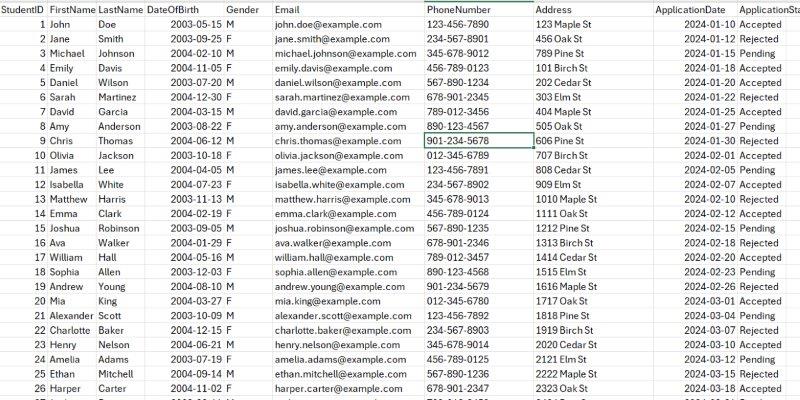 StudentID FirstName LastName DateOfBirth Gender Email PhoneNumber Address ApplicationDate ApplicationSta
1 John Doe 2003-05-15 M john.doe@example.com 123-456-7890 123 Maple St 2024-01-10 Accepted
2 Jane Smith 2003-09-25 F jane.smith@example.com 234-567-8901 456 Oak St 2024-01-12 Rejected
3 Michael Johnson 2004-02-10 M michael.johnson@example.com 345-678-9012 789 Pine St 2024-01-15 Pending
4 Emily Davis 2004-11-05 F emily.davis@example.com 456-789-0123 101 Birch St 2024-01-18 Accepted
5 Daniel Wilson 2003-07-20 M daniel.wilson@example.com 567-890-1234 202 Cedar St 2024-01-20 Accepted
6 Sarah Martinez 2004-12-30 F sarah.martinez@example.com 678-901-2345 303 Elm St 2024-01-22 Rejected
7 David Garcia 2004-03-15 M david.garcia@example.com 789-012-3456 404 Maple St 2024-01-25 Accepted
8 Amy Anderson 2003-08-22 F amy.anderson@example.com 890-123-4567 505 Oak St 2024-01-27 Pending
9 Chris Thomas 2004-06-12 M chris.thomas@example.com 901-234-5678 606 Pine St 2024-01-30 Rejected
10 Olivia Jackson 2003-10-18 F olivia.jackson@example.com 012-345-6789 707 Birch St 2024-02-01 Accepted
11 James Lee 2004-04-05 M james.lee@example.com 123-456-7891 808 Cedar St 2024-02-05 Pending
12 Isabella White 2004-07-23 F isabella.white@example.com 234-567-8902 909 Elm St 2024-02-07 Accepted
13 Matthew Harris 2003-11-13 M matthew.harris@example.com 345-678-9013 1010 Maple St 2024-02-10 Rejected
14 Emma Clark 2004-02-19 F emma.clark@example.com 456-789-0124 1111 Oak St 2024-02-12 Accepted
15 Joshua Robinson 2003-09-05 M joshua.robinson@example.com 567-890-1235 1212 Pine St 2024-02-15 Pending
16 Ava Walker 2004-01-29 F ava.walker@example.com 678-901-2346 1313 Birch St 2024-02-18 Rejected
17 William Hall 2004-05-16 M william.hall@example.com 789-012-3457 1414 Cedar St 2024-02-20 Accepted
18 Sophia Allen 2003-12-03 F sophia.allen@example.com 890-123-4568 1515 Elm St 2024-02-23 Pending
19 Andrew Young 2004-08-10 M andrew.young@example.com 901-234-5679 1616 Maple St 2024-02-26 Rejected
20 Mia King 2004-03-27 F mia.king@example.com 012-345-6780 1717 Oak St 2024-03-01 Accepted
21 Alexander Scott 2003-10-09 M alexander.scott@example.com 123-456-7892 1818 Pine St 2024-03-04 Pending
22 Charlotte Baker 2004-12-15 F charlotte.baker@example.com 234-567-8903 1919 Birch St 2024-03-07 Rejected
23 Henry Nelson 2004-06-21 M henry.nelson@example.com 345-678-9014 2020 Cedar St 2024-03-10 Accepted
24 Amelia Adams 2003-07-19 F amelia.adams@example.com 456-789-0125 2121 Elm St 2024-03-12 Pending
25 Ethan Mitchell 2004-09-14 M ethan.mitchell@example.com 567-890-1236 2222 Maple St 2024-03-15 Rejected
26 Harper Carter 2004-11-02 F harper.carter@example.com 678-901-2347 2323 Oak St 2024-03-18 Accepted